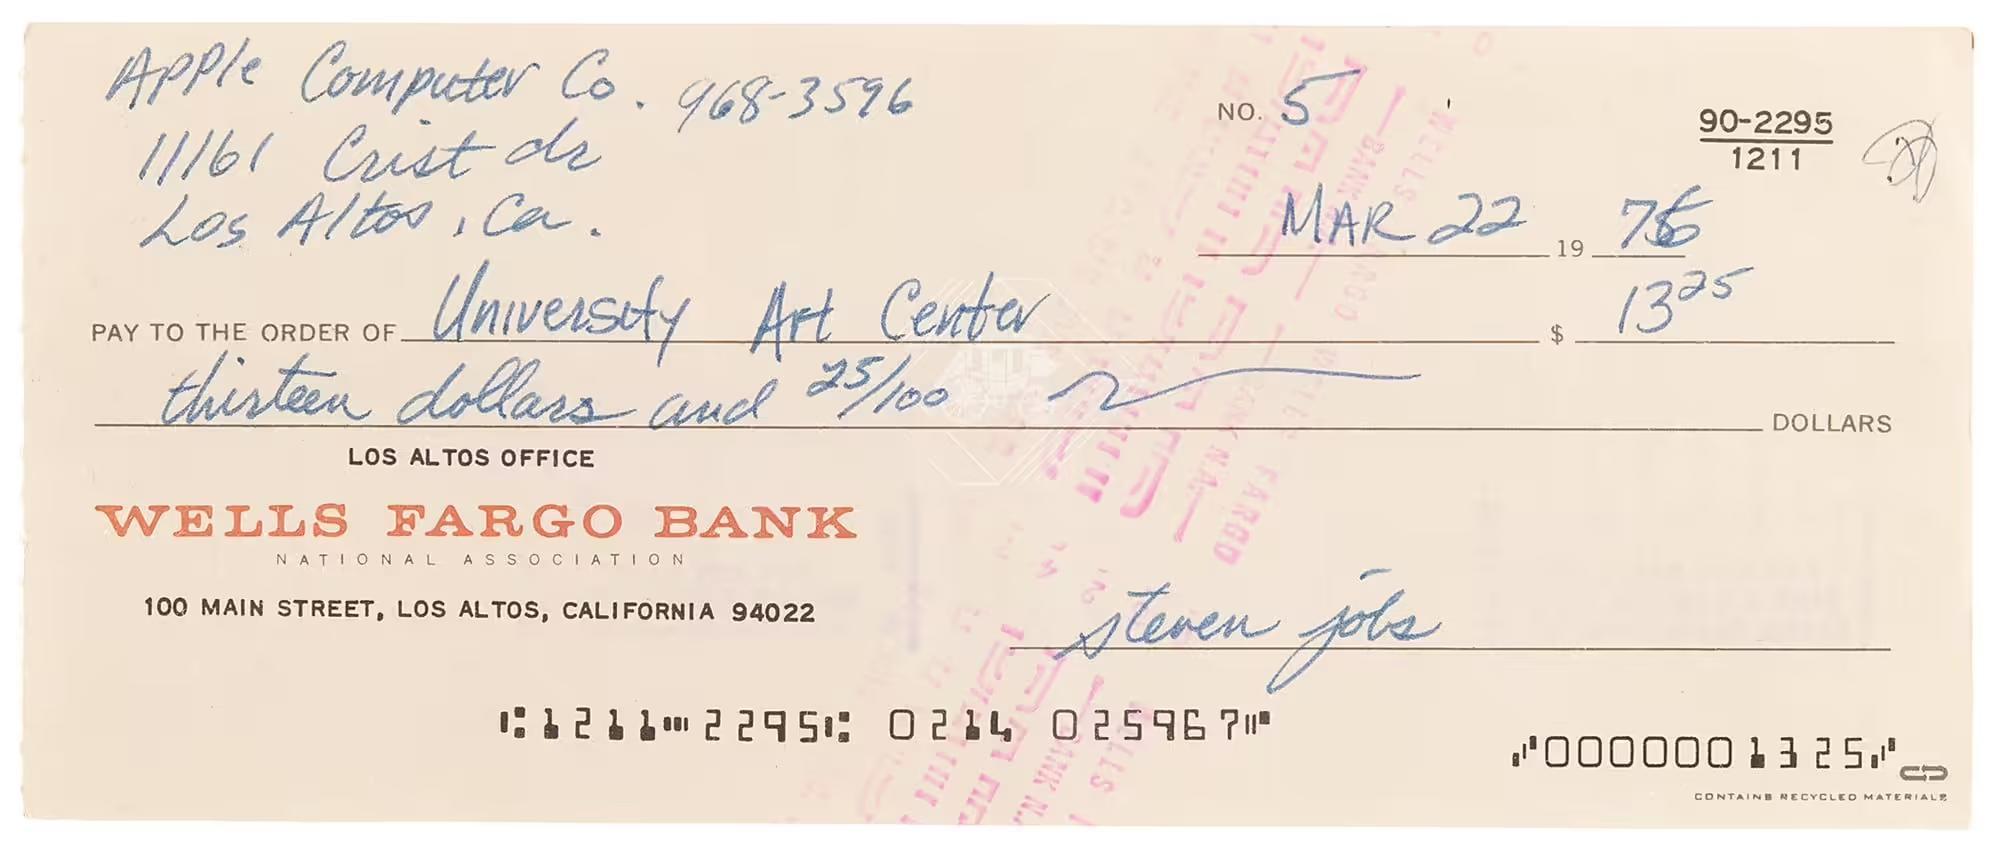 Apple Computer Co. 968-3596
11161 Crist dr
Los Altos, Ca.
NO. 5
90-2295
1211
MAR 22 19 76
PAY TO THE ORDER OF University Art Center $ 13 25
thirteen dollars and 25/100 DOLLARS
LOS ALTOS OFFICE
WELLS FARGO BANK
NATIONAL ASSOCIATION
100 MAIN STREET, LOS ALTOS, CALIFORNIA 94022
steven jobs
⑆1211⑉2295⑆ 0214 025967⑈
⑇0000001325⑇
CONTAINS RECYCLED MATERIALS
WELLS FARGO
BANK N.A.